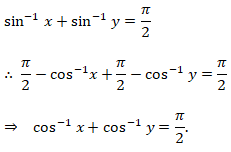 sin⁻¹ x + sin⁻¹ y = π/2
∴ π/2 − cos⁻¹x + π/2 − cos⁻¹ y = π/2
⇒ cos⁻¹ x + cos⁻¹ y = π/2.